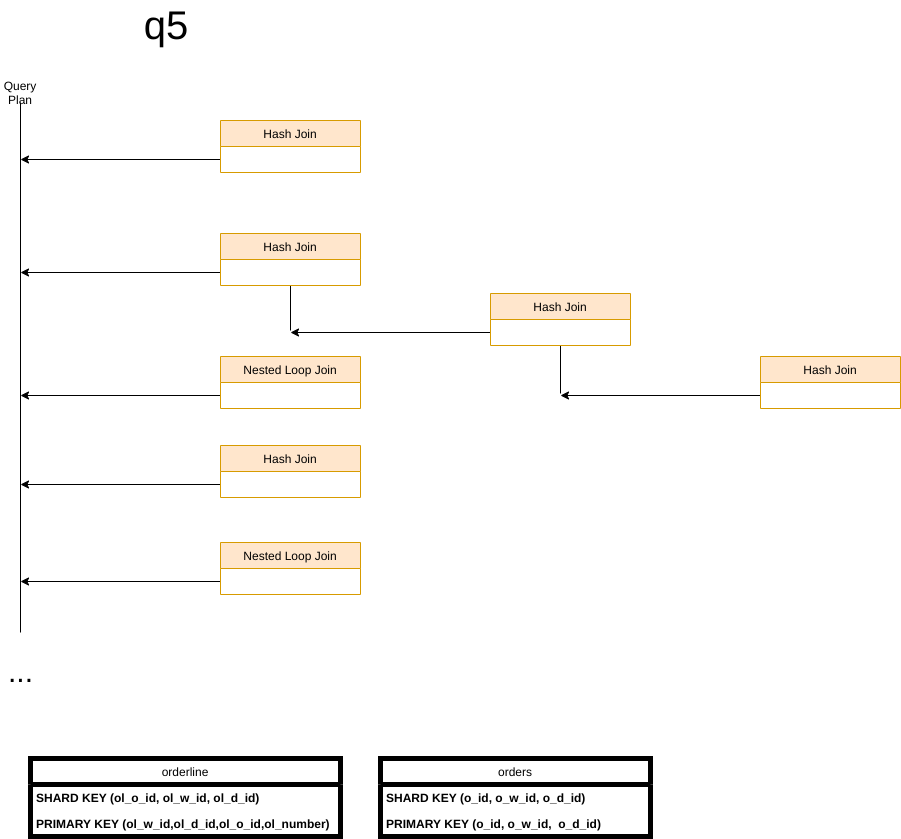 q5
Query
Plan
Hash Join
Hash Join
Hash Join
Nested Loop Join
Hash Join
Hash Join
Nested Loop Join
...
orderline
SHARD KEY (ol_o_id, ol_w_id, ol_d_id)
PRIMARY KEY (ol_w_id,ol_d_id,ol_o_id,ol_number)
orders
SHARD KEY (o_id, o_w_id, o_d_id)
PRIMARY KEY (o_id, o_w_id,  o_d_id)